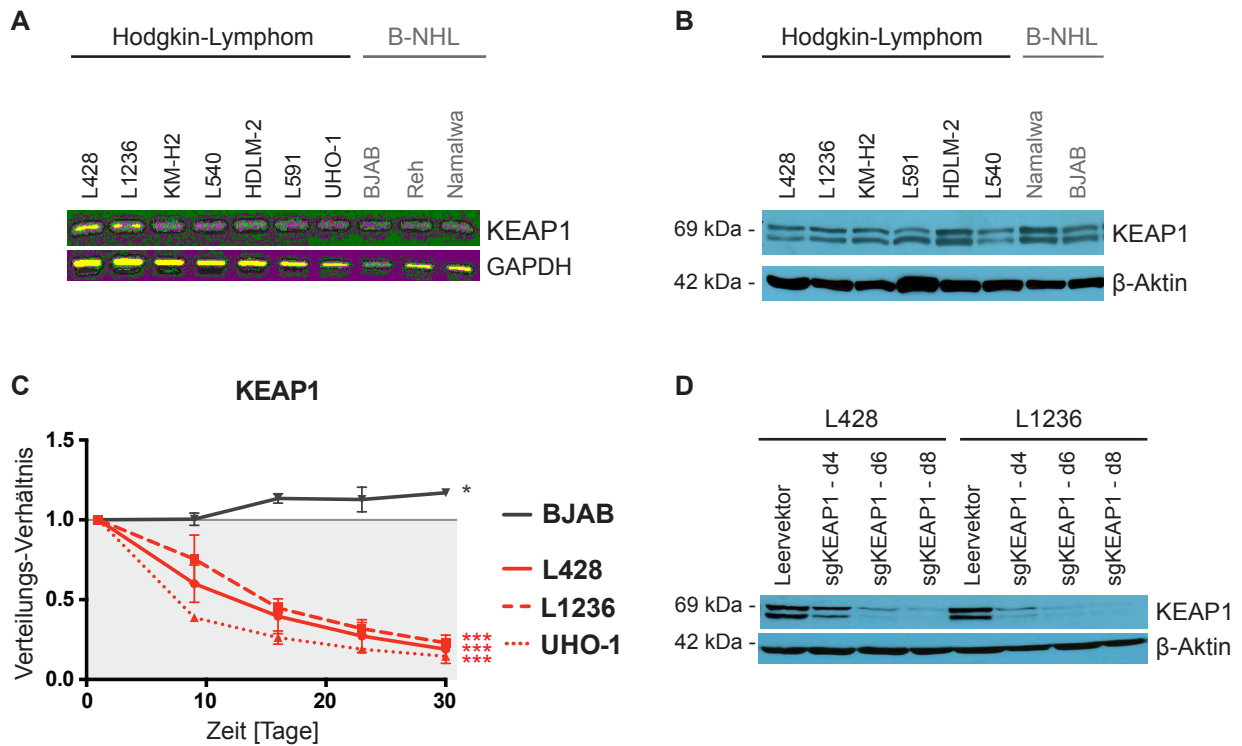 A
Hodgkin-Lymphom B-NHL
L428 L1236 KM-H2 L540 HDLM-2 L591 UHO-1 BJAB Reh Namalwa
KEAP1
GAPDH
B
Hodgkin-Lymphom B-NHL
L428 L1236 KM-H2 L591 HDLM-2 L540 Namalwa BJAB
69 kDa - KEAP1
42 kDa - β-Aktin
C
KEAP1
Verteilungs-Verhältnis
1.5
1.0
0.5
0.0
0 10 20 30
Zeit [Tage]
*
***
***
***
BJAB
L428
L1236
UHO-1
D
L428 L1236
Leervektor sgKEAP1 - d4 sgKEAP1 - d6 sgKEAP1 - d8 Leervektor sgKEAP1 - d4 sgKEAP1 - d6 sgKEAP1 - d8
69 kDa - KEAP1
42 kDa - β-Aktin